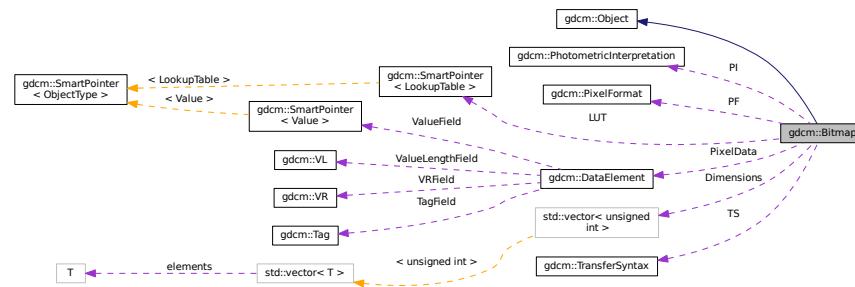 gdcm::Object
gdcm::PhotometricInterpretation
PI
gdcm::SmartPointer
< LookupTable >
< LookupTable >
gdcm::SmartPointer
< ObjectType >
gdcm::PixelFormat
PF
< Value >
gdcm::SmartPointer
< Value >
ValueField
LUT
gdcm::Bitmap
PixelData
gdcm::VL
ValueLengthField
gdcm::DataElement
Dimensions
VRField
gdcm::VR
TagField
std::vector< unsigned
int >
TS
gdcm::Tag
< unsigned int >
gdcm::TransferSyntax
T
elements
std::vector< T >